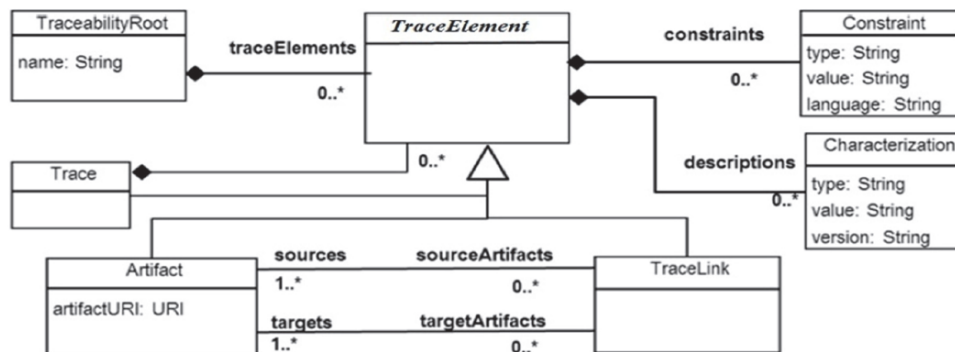 TraceabilityRoot
name: String
traceElements
0..*
TraceElement
constraints
0..*
Constraint
type: String
value: String
language: String
descriptions
0..*
Characterization
type: String
value: String
version: String
Trace
0..*
Artifact
artifactURI: URI
sources
1..*
sourceArtifacts
0..*
targets
1..*
targetArtifacts
0..*
TraceLink